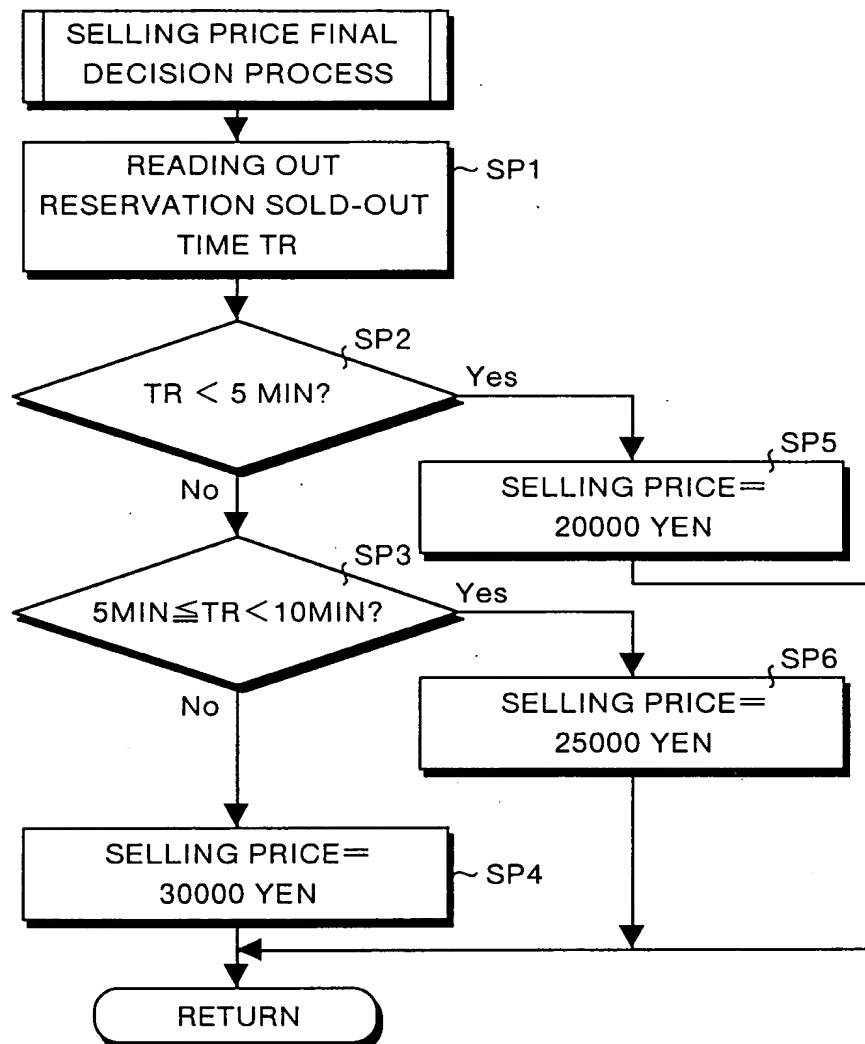 SELLING PRICE FINAL
DECISION PROCESS
READING OUT
RESERVATION SOLD-OUT
TIME TR
SP1
SP2
TR < 5 MIN?
Yes
No
SP5
SELLING PRICE=
20000 YEN
SP3
5MIN≦TR<10MIN?
Yes
No
SP6
SELLING PRICE=
25000 YEN
SELLING PRICE=
30000 YEN
SP4
RETURN